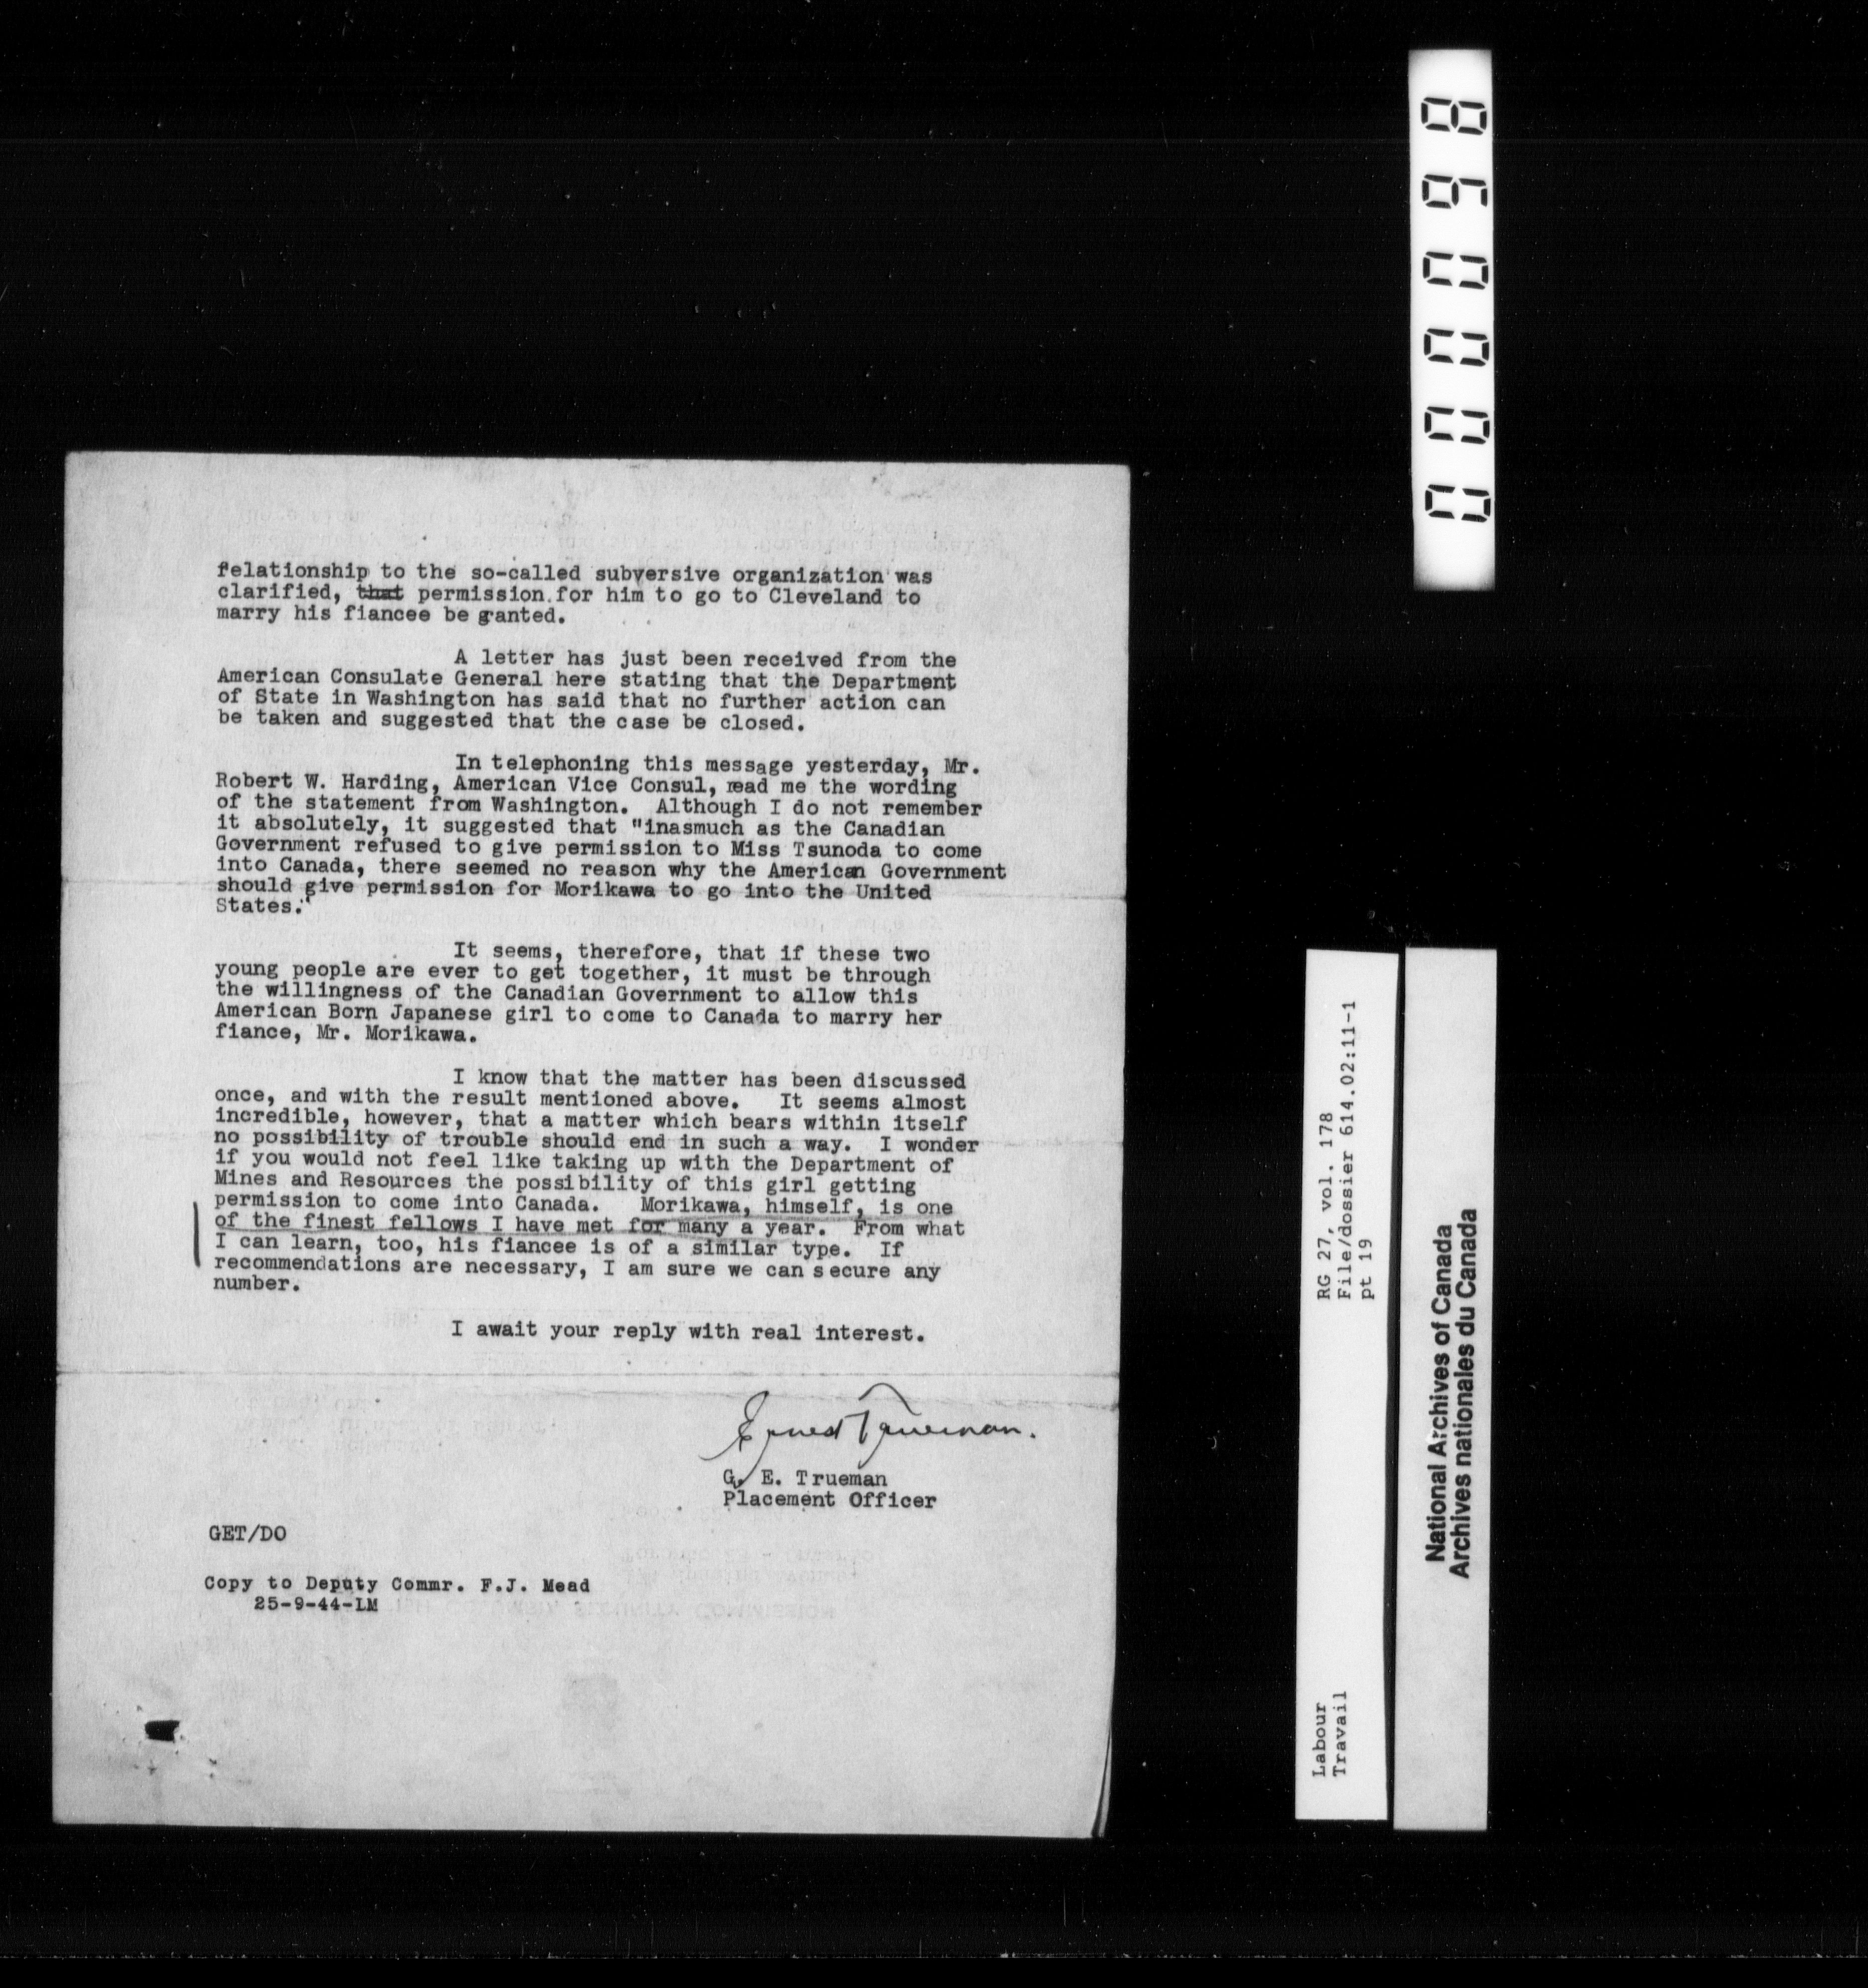 felationship to the so-called subversive organization was
clarified, that permission for him to go to Cleveland to
marry his fiancee be granted.
A letter has just been received from the
American Consulate General here stating that the Department
of State in Washington has said that no further action can
be taken and suggested that the case be closed.
In telephoning this message yesterday, Mr.
Robert W. Harding, American Vice Consul, read me the wording
of the statement from Washington. Although I do not remember
it absolutely, it suggested that "inasmuch as the Canadian
Government refused to give permission to Miss Tsunoda to come
into Canada, there seemed no reason why the American Government
should give permission for Morikawa to go into the United
States."
It seems, therefore, that if these two
young people are ever to get together, it must be through
the willingness of the Canadian Government to allow this
American Born Japanese girl to come to Canada to marry her
fiance, Mr. Morikawa.
I know that the matter has been discussed
once, and with the result mentioned above. It seems almost
incredible, however, that a matter which bears within itself
no possibility of trouble should end in such a way. I wonder
if you would not feel like taking up with the Department of
Mines and Resources the possibility of this girl getting
permission to come into Canada. Morikawa, himself, is one
of the finest fellows I have met for many a year. From what
I can learn, too, his fiancee is of a similar type. If
recommendations are necessary, I am sure we can secure any
number.
I await your reply with real interest.
Ernest Trueman.
G. E. Trueman
Placement Officer
GET/DO
Copy to Deputy Commr. F.J. Mead
25-9-44-LM
000098
RG 27, vol. 178
File/dossier 614.02:11-1
pt 19
Labour
Travail
National Archives of Canada
Archives nationales du Canada